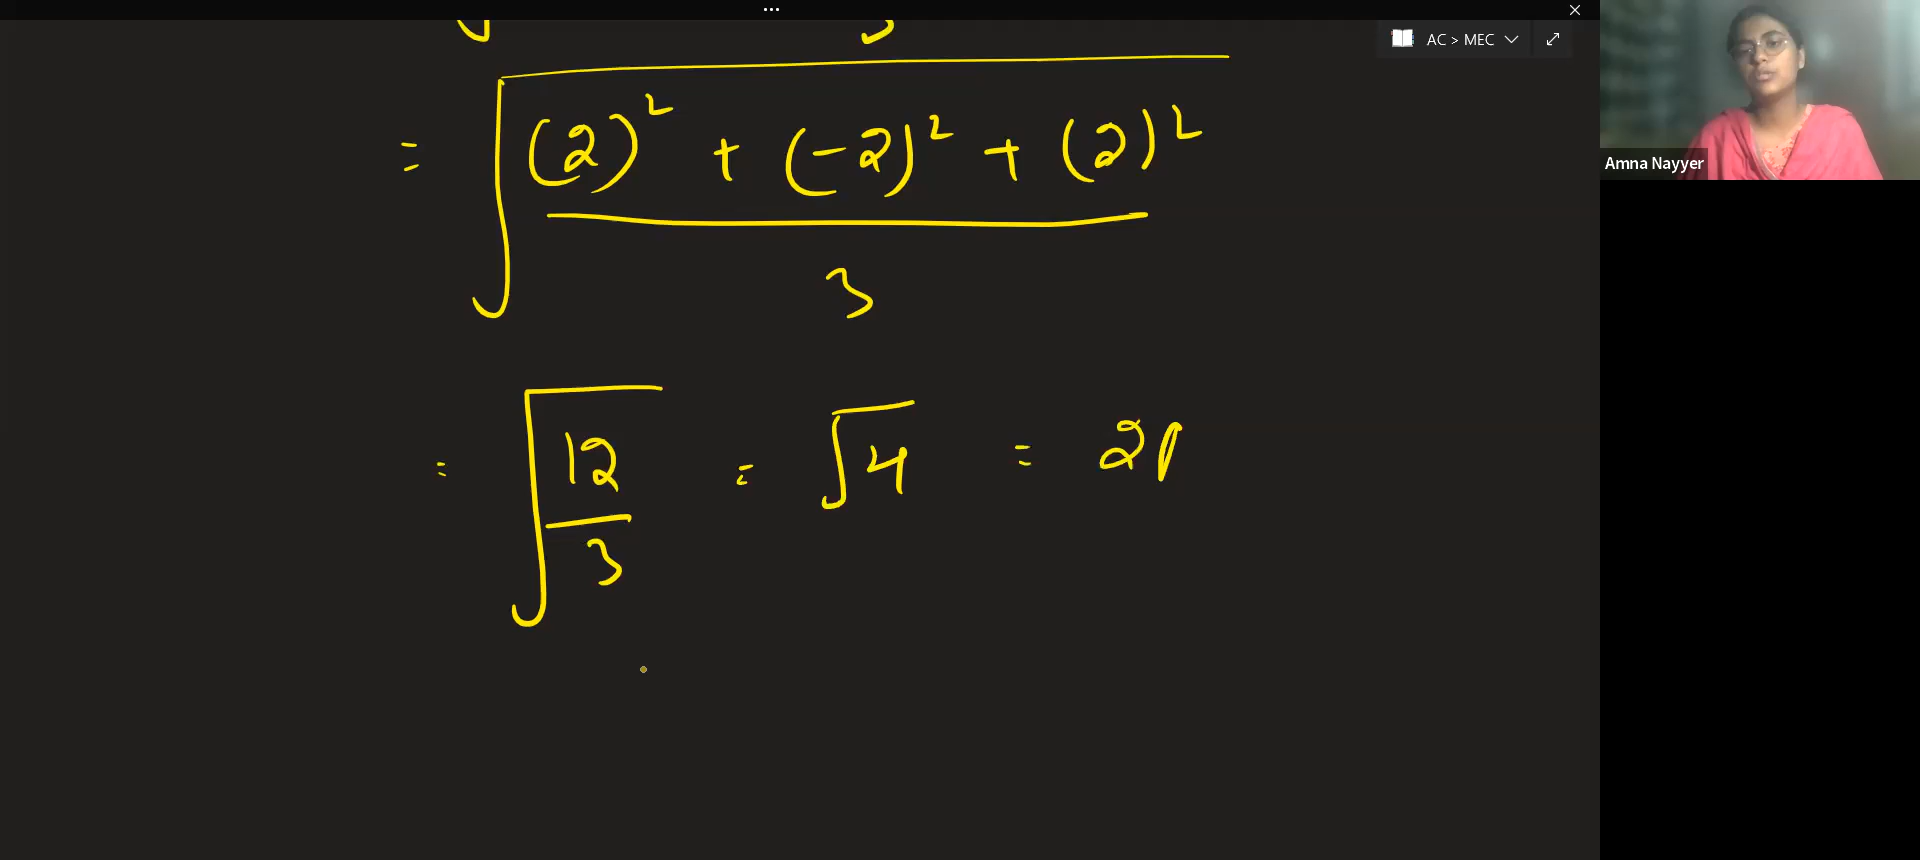 AC > MEC
Amna Nayyer
= √((2)² + (-2)² + (2)²
3
= √12/3 = √4 = 2